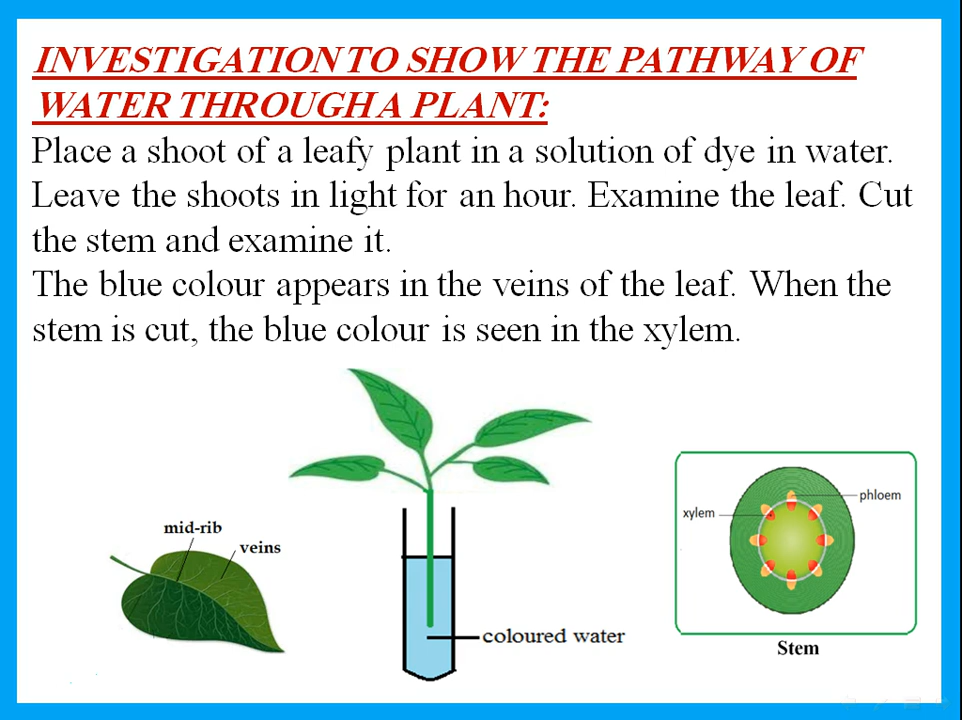 INVESTIGATION TO SHOW THE PATHWAY OF
WATER THROUGH A PLANT:
Place a shoot of a leafy plant in a solution of dye in water.
Leave the shoots in light for an hour. Examine the leaf. Cut
the stem and examine it.
The blue colour appears in the veins of the leaf. When the
stem is cut, the blue colour is seen in the xylem.
mid-rib
veins
coloured water
xylem
phloem
Stem